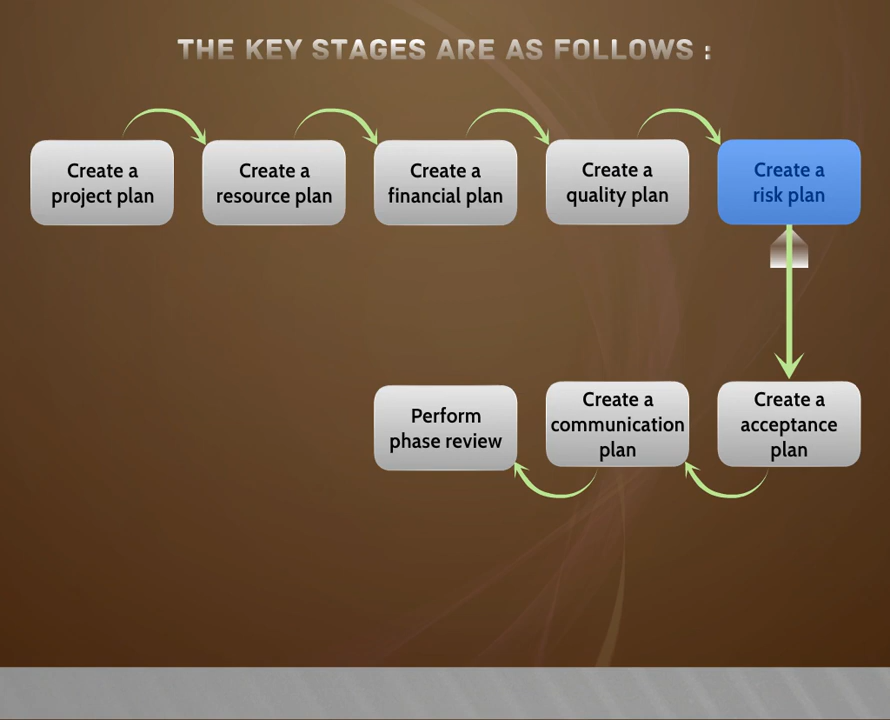 THE KEY STAGES ARE AS FOLLOWS :
Create a
project plan
Create a
resource plan
Create a
financial plan
Create a
quality plan
Create a
risk plan
Create a
acceptance
plan
Create a
communication
plan
Perform
phase review